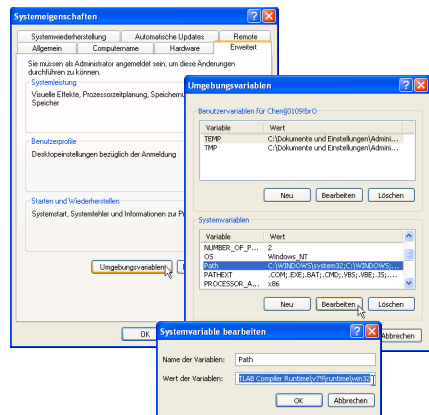 Systemeigenschaften
Systemwiederherstellung Automatische Updates Remote
Allgemein Computername Hardware Erweitert
Sie müssen als Administrator angemeldet sein, um diese Änderungen
durchführen zu können.
Systemleistung
Visuelle Effekte, Prozessorzeitplanung,
Speicher
Benutzerprofile
Desktopeinstellungen bezüglich der Anmeldung
Starten und Wiederherstellen
Systemstart, Systemfehler und Informationen zur
Umgebungsvariablen
OK
Umgebungsvariablen
Benutzervariablen für
Variable Wert
TEMP C:\Dokumente und Einstellungen\Admini...
TMP C:\Dokumente und Einstellungen\Admini...
Neu Bearbeiten Löschen
Systemvariablen
Variable Wert
NUMBER_OF_P... 2
OS Windows_NT
Path C:\WINDOWS\system32;C:\WINDOWS;...
PATHEXT .COM;.EXE;.BAT;.CMD;.VBS;.VBE;.JS;...
PROCESSOR_A... x86
Neu Bearbeiten Löschen
Abbrechen
Systemvariable bearbeiten
Name der Variablen: Path
Wert der Variablen: TLAB Compiler Runtime\v79\runtime\win32
OK Abbrechen